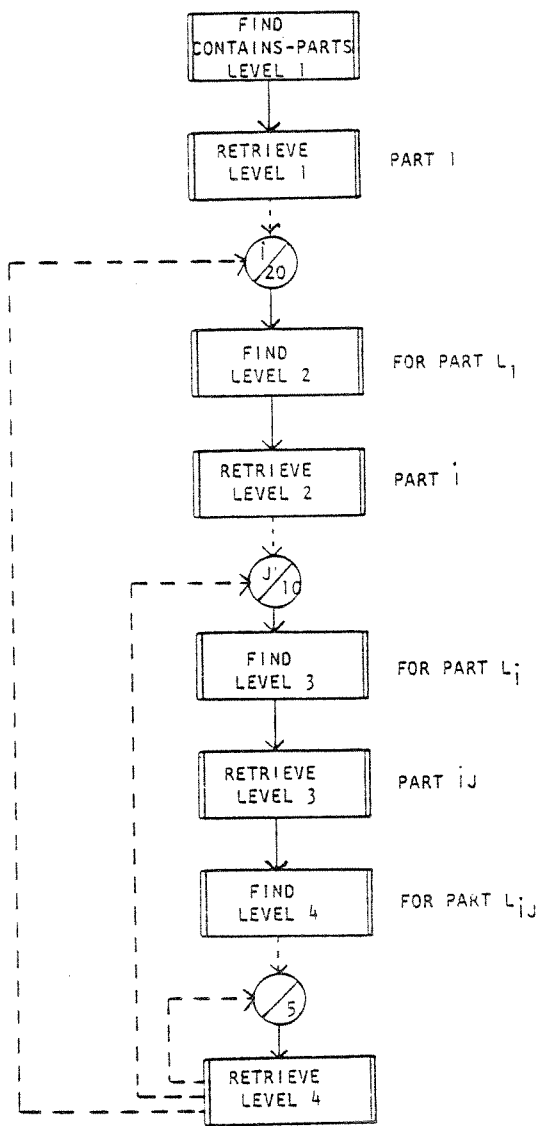 FIND
CONTAINS-PARTS
LEVEL 1
RETRIEVE
LEVEL 1
PART 1
i
20
FIND
LEVEL 2
FOR PART L1
RETRIEVE
LEVEL 2
PART i
J
10
FIND
LEVEL 3
FOR PART Li
RETRIEVE
LEVEL 3
PART iJ
FIND
LEVEL 4
FOR PART LiJ
5
RETRIEVE
LEVEL 4